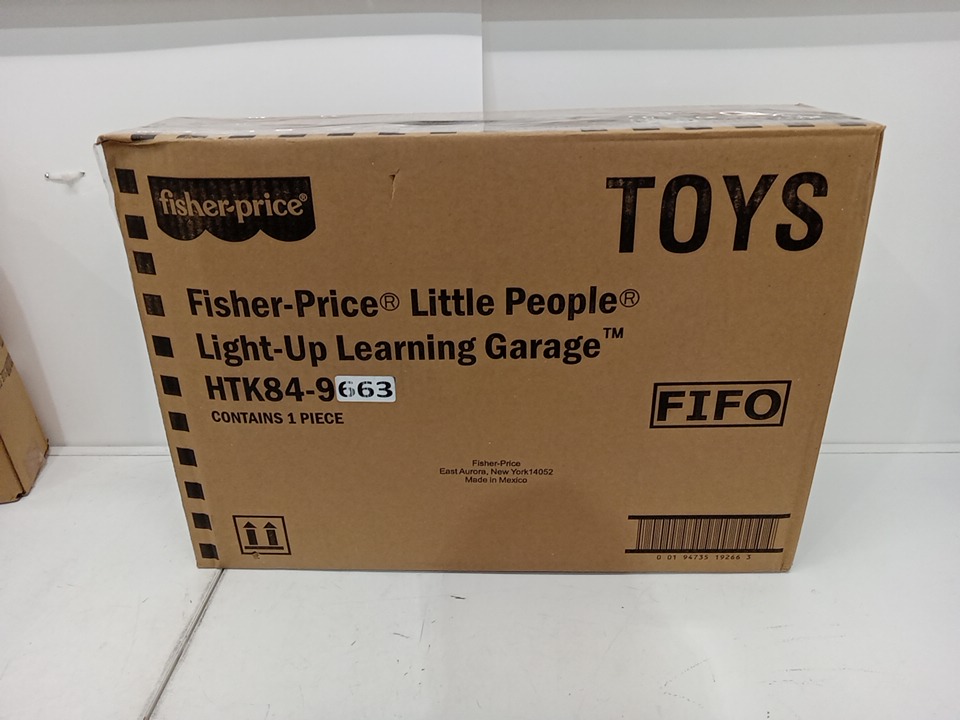 fisher-price®
TOYS
Fisher-Price® Little People®
Light-Up Learning Garage™
HTK84-9663
CONTAINS 1 PIECE
FIFO
Fisher-Price
East Aurora, New York14052
Made in Mexico
0 01 94735 19266 3